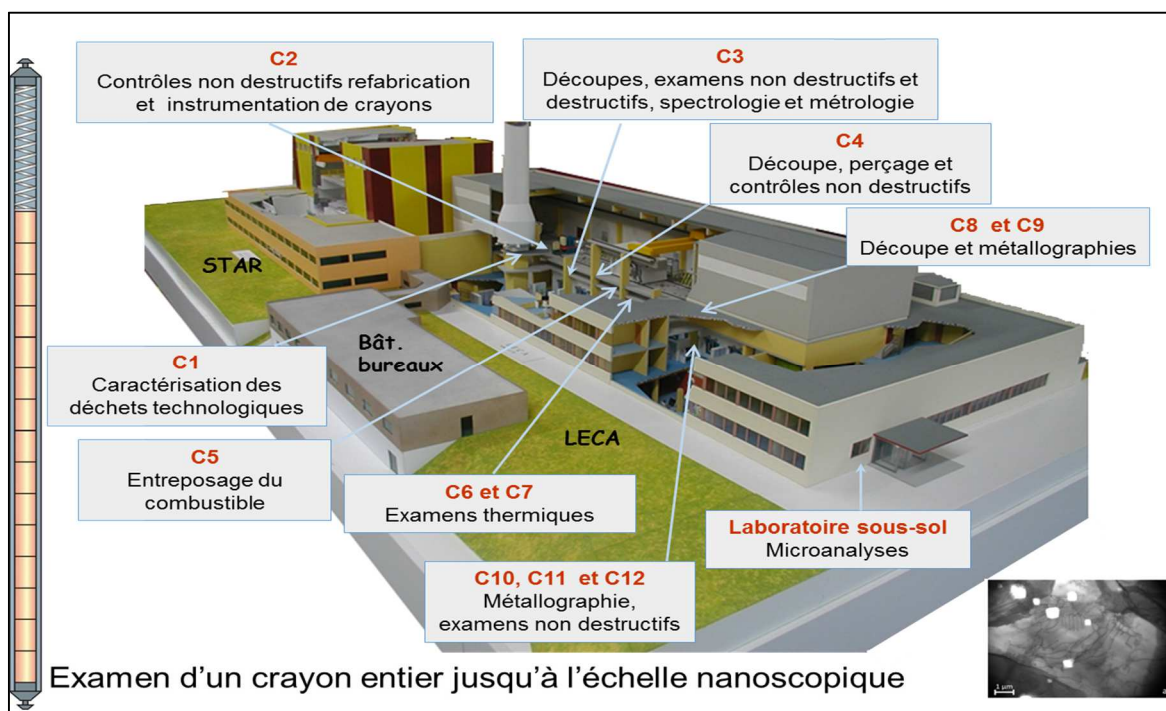 C2
Contrôles non destructifs refabrication
et instrumentation de crayons
C3
Découpes, examens non destructifs et
destructifs, spectrologie et métrologie
C4
Découpe, perçage et
contrôles non destructifs
C8 et C9
Découpe et métallographies
STAR
Bât.
bureaux
C1
Caractérisation des
déchets technologiques
LECA
C5
Entreposage du
combustible
C6 et C7
Examens thermiques
Laboratoire sous-sol
Microanalyses
C10, C11 et C12
Métallographie,
examens non destructifs
1 µm
Examen d’un crayon entier jusqu’à l’échelle nanoscopique